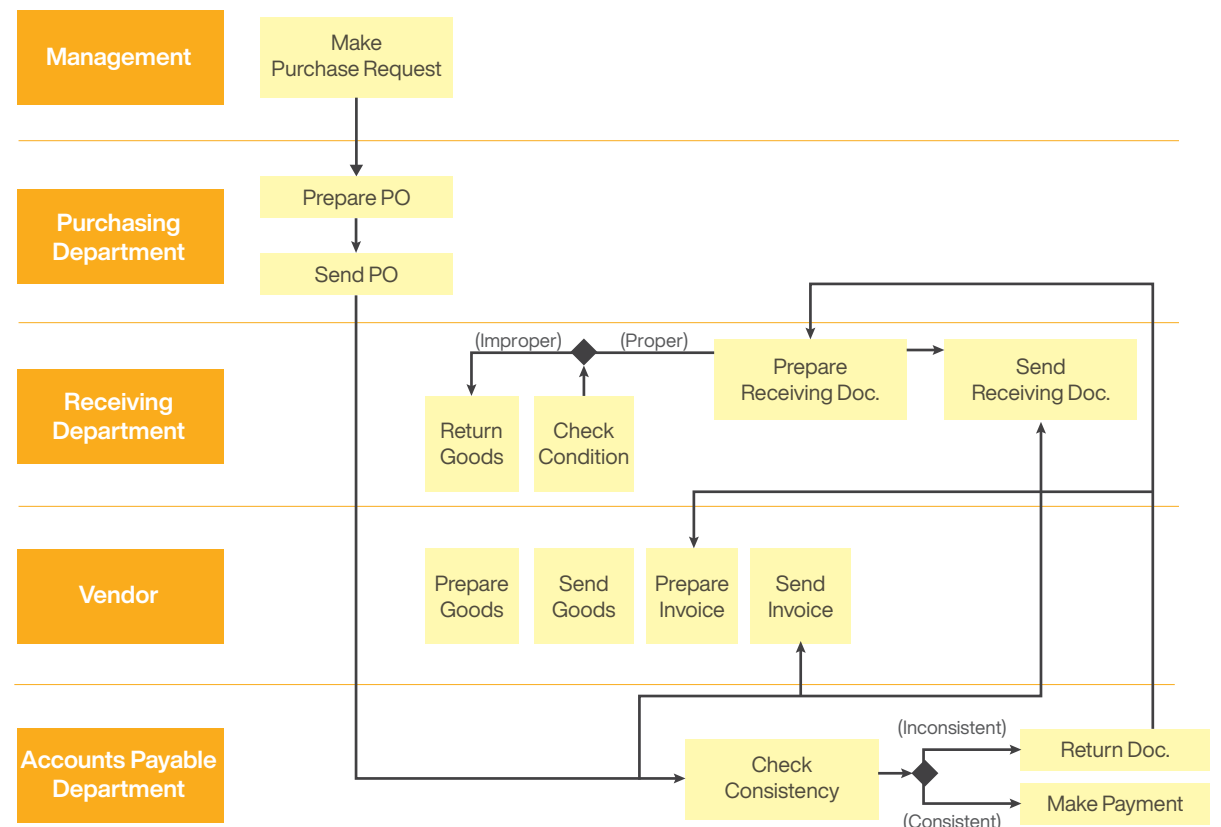 Management
Make
Purchase Request
Purchasing
Department
Prepare PO
Send PO
Receiving
Department
(Improper)
(Proper)
Return
Goods
Check
Condition
Prepare
Receiving Doc.
Send
Receiving Doc.
Vendor
Prepare
Goods
Send
Goods
Prepare
Invoice
Send
Invoice
Accounts Payable
Department
Check
Consistency
(Inconsistent)
Return Doc.
Make Payment
(Consistent)